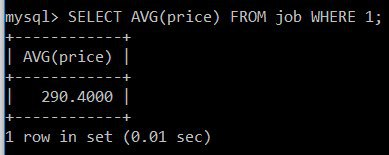 mysql> SELECT AVG(price) FROM job WHERE 1;
+------------+
| AVG(price) |
+------------+
|   290.4000 |
+------------+
1 row in set (0.01 sec)